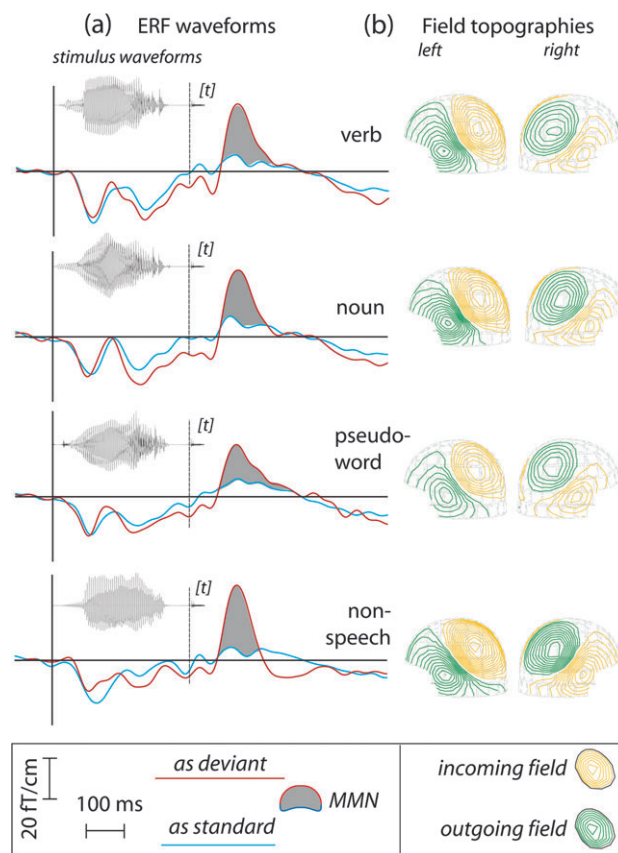 (a) ERF waveforms
(b) Field topographies
stimulus waveforms
left right
[t]
verb
[t]
noun
[t]
pseudo-
word
[t]
non-
speech
20 fT/cm
100 ms
as deviant
MMN
as standard
incoming field
outgoing field